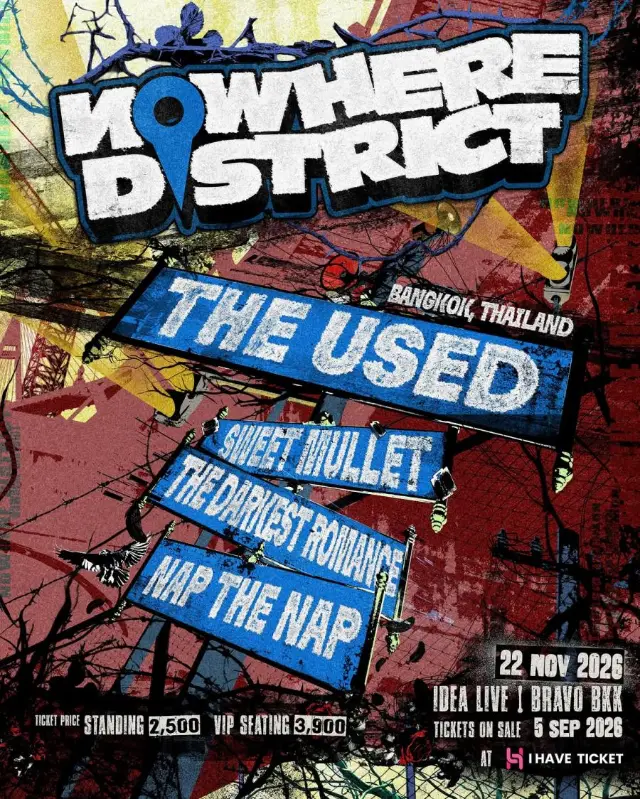 NOWHERE
DISTRICT
BANGKOK, THAILAND
THE USED
SWEET MULLET
THE DARKEST ROMANCE
NAP THE NAP
22 NOV 2026
IDEA LIVE | BRAVO BKK
TICKETS ON SALE 5 SEP 2026
AT I HAVE TICKET
TICKET PRICE STANDING 2,500 VIP SEATING 3,900